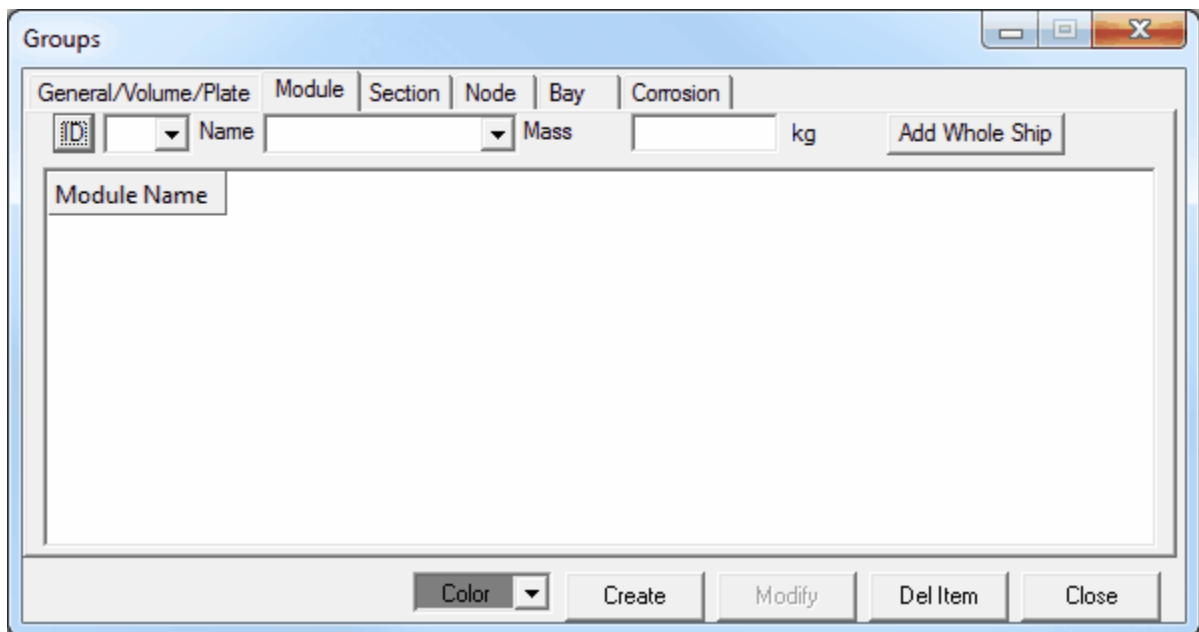 Groups
General/Volume/Plate Module Section Node Bay Corrosion
ID Name Mass kg Add Whole Ship
Module Name
Color Create Modify Del Item Close